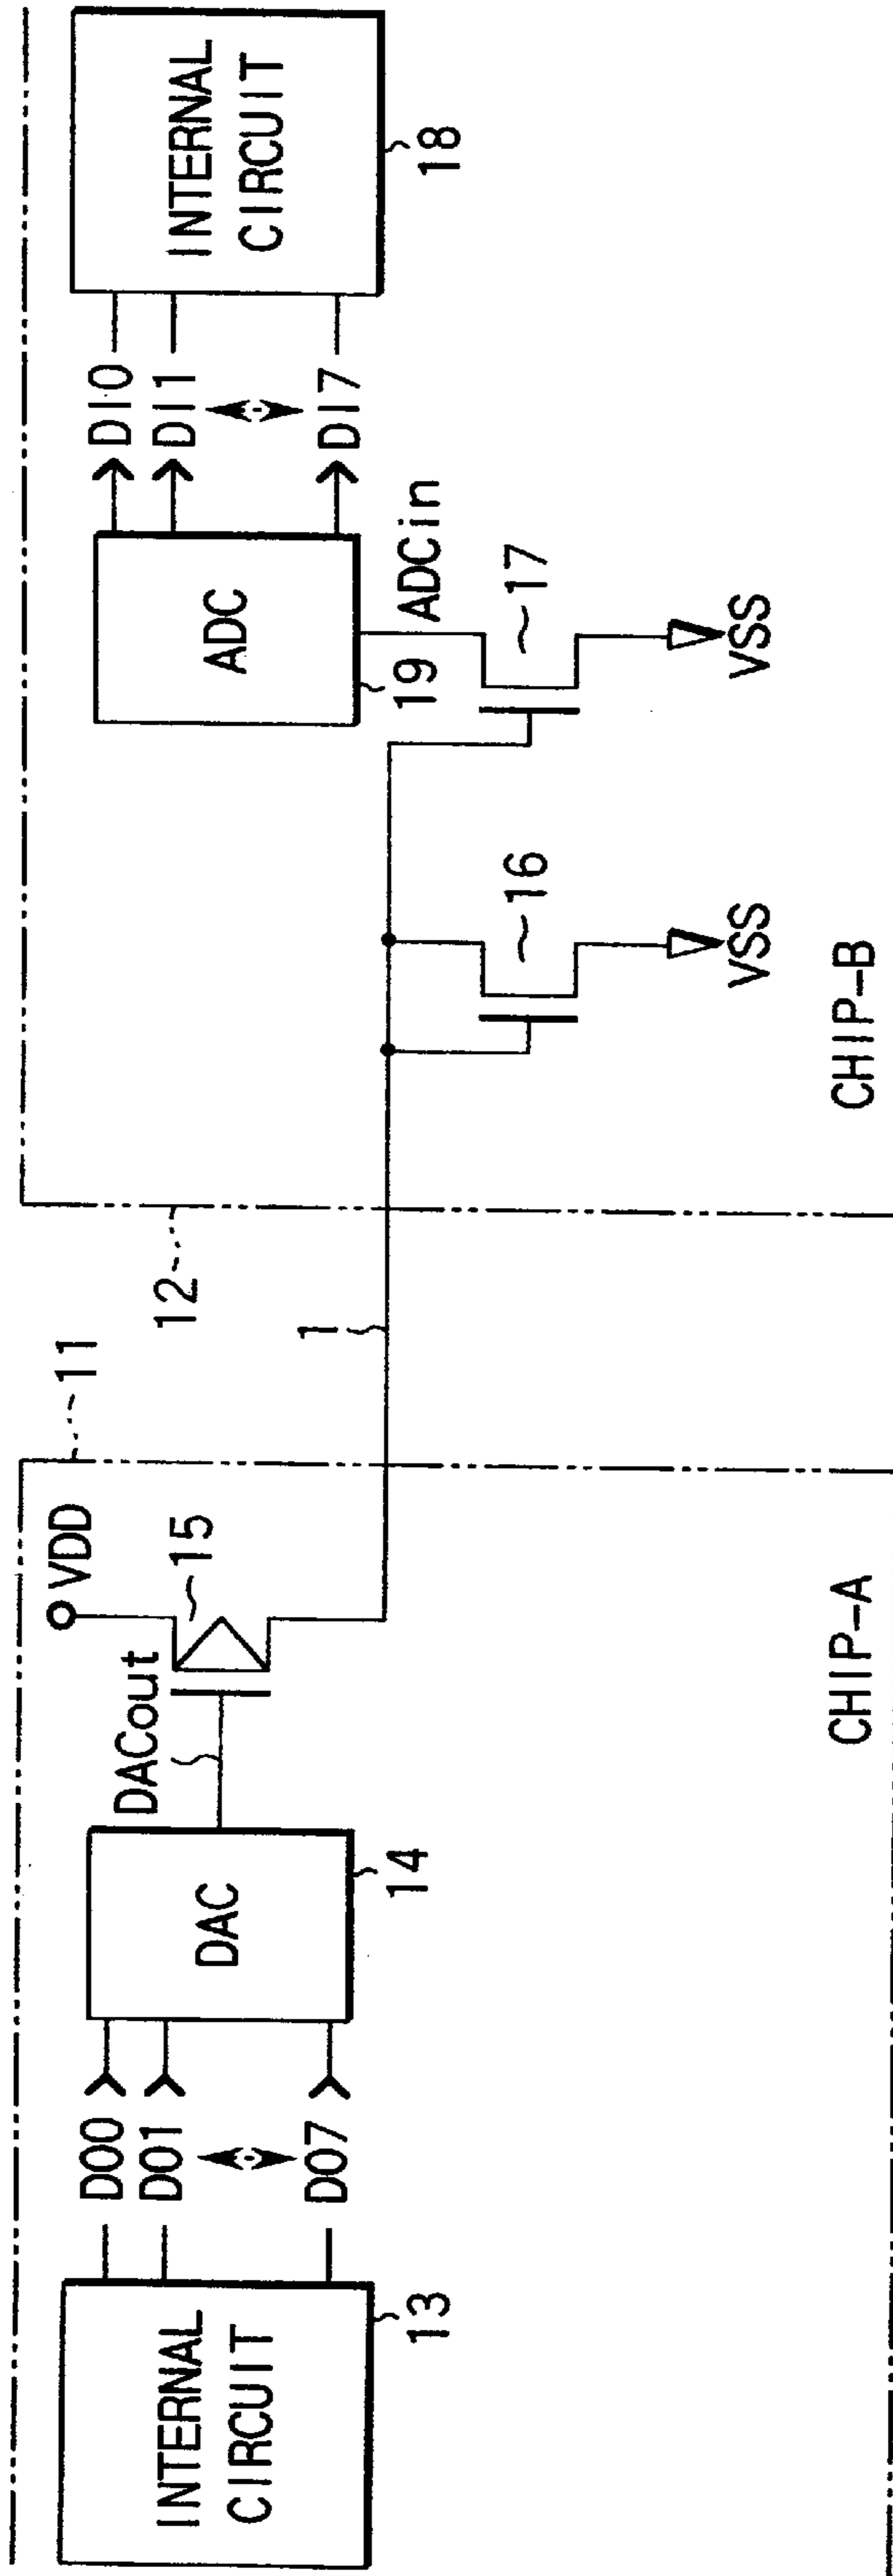 INTERNAL
CIRCUIT
13
DO0
DO1
DO7
DAC
14
DACout
VDD
15
11
CHIP-A
1
12
16
VSS
17
VSS
ADCin
ADC
19
DI0
DI1
DI7
INTERNAL
CIRCUIT
18
CHIP-B